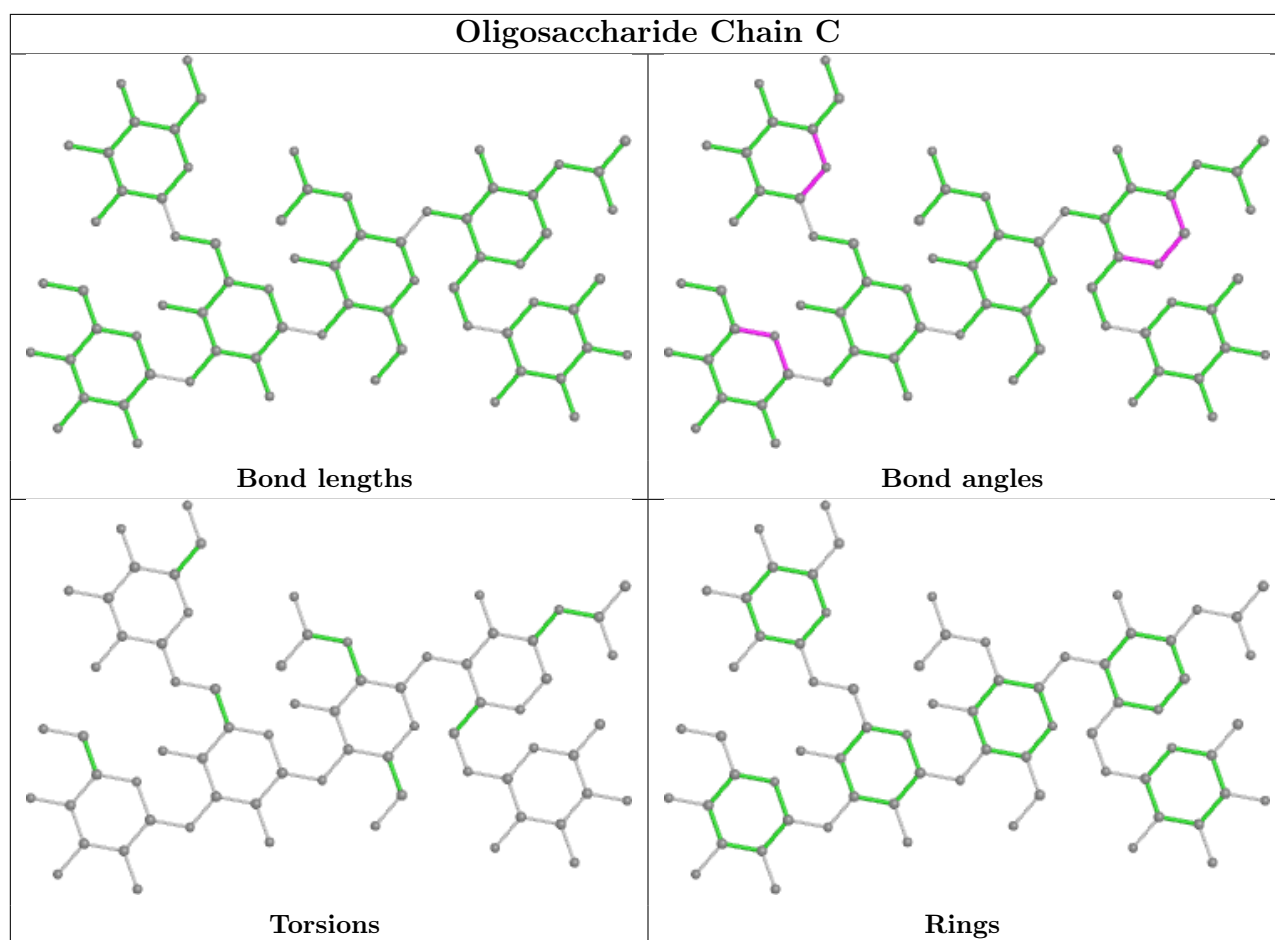 Oligosaccharide Chain C
Bond lengths
Bond angles
Torsions
Rings